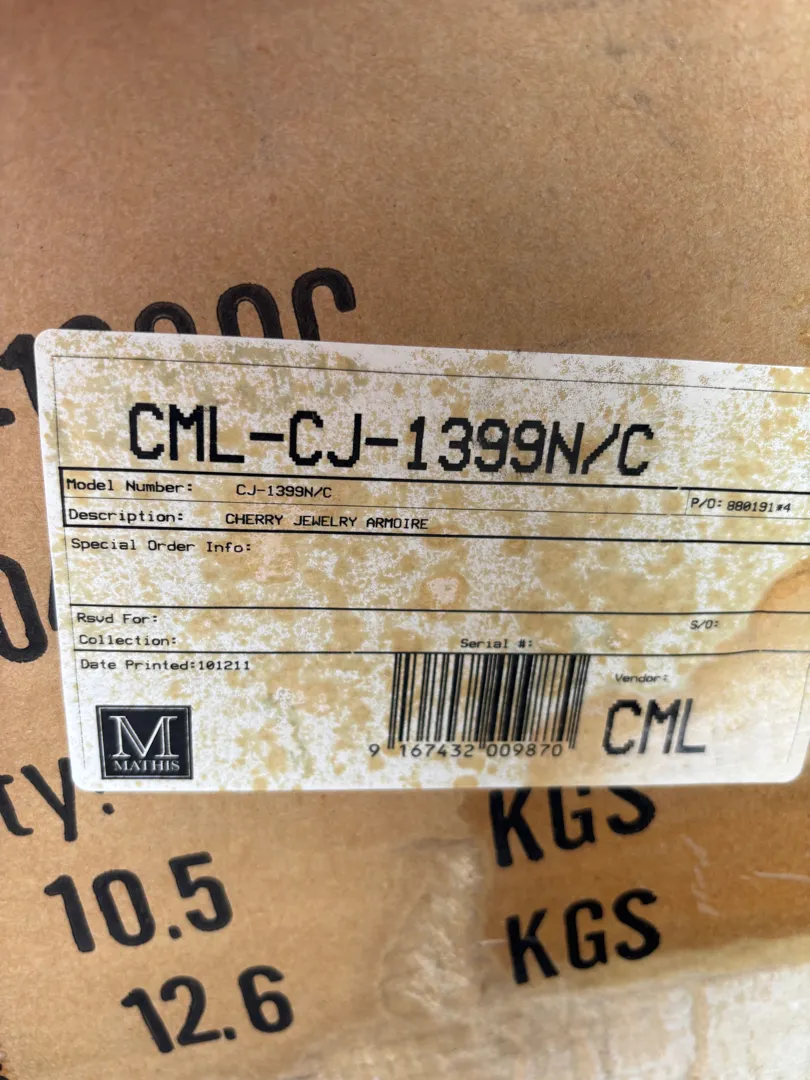 CML-CJ-1399N/C
Model Number: CJ-1399N/C P/O: 880191#4
Description: CHERRY JEWELRY ARMOIRE
Special Order Info:
Rsvd For: S/O:
Collection: Serial #:
Date Printed:101211 Vendor:
CML
M
MATHIS
9 167432 009870
KGS
10.5 KGS
12.6